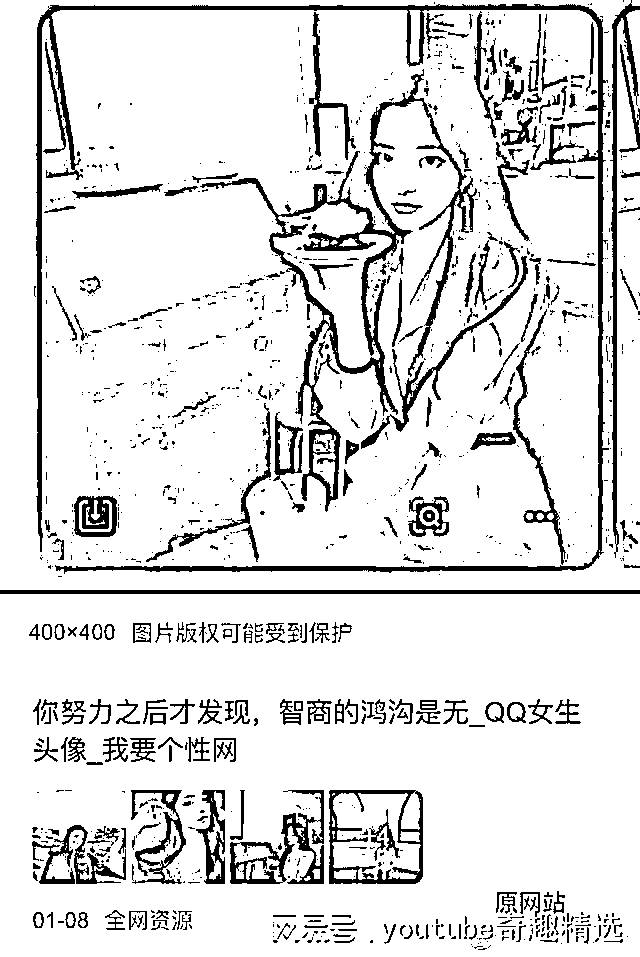 400×400 图片版权可能受到保护
你努力之后才发现，智商的鸿沟是无_QQ女生
头像_我要个性网
原网站
01-08 全网资源
网易号 youtube奇趣精选